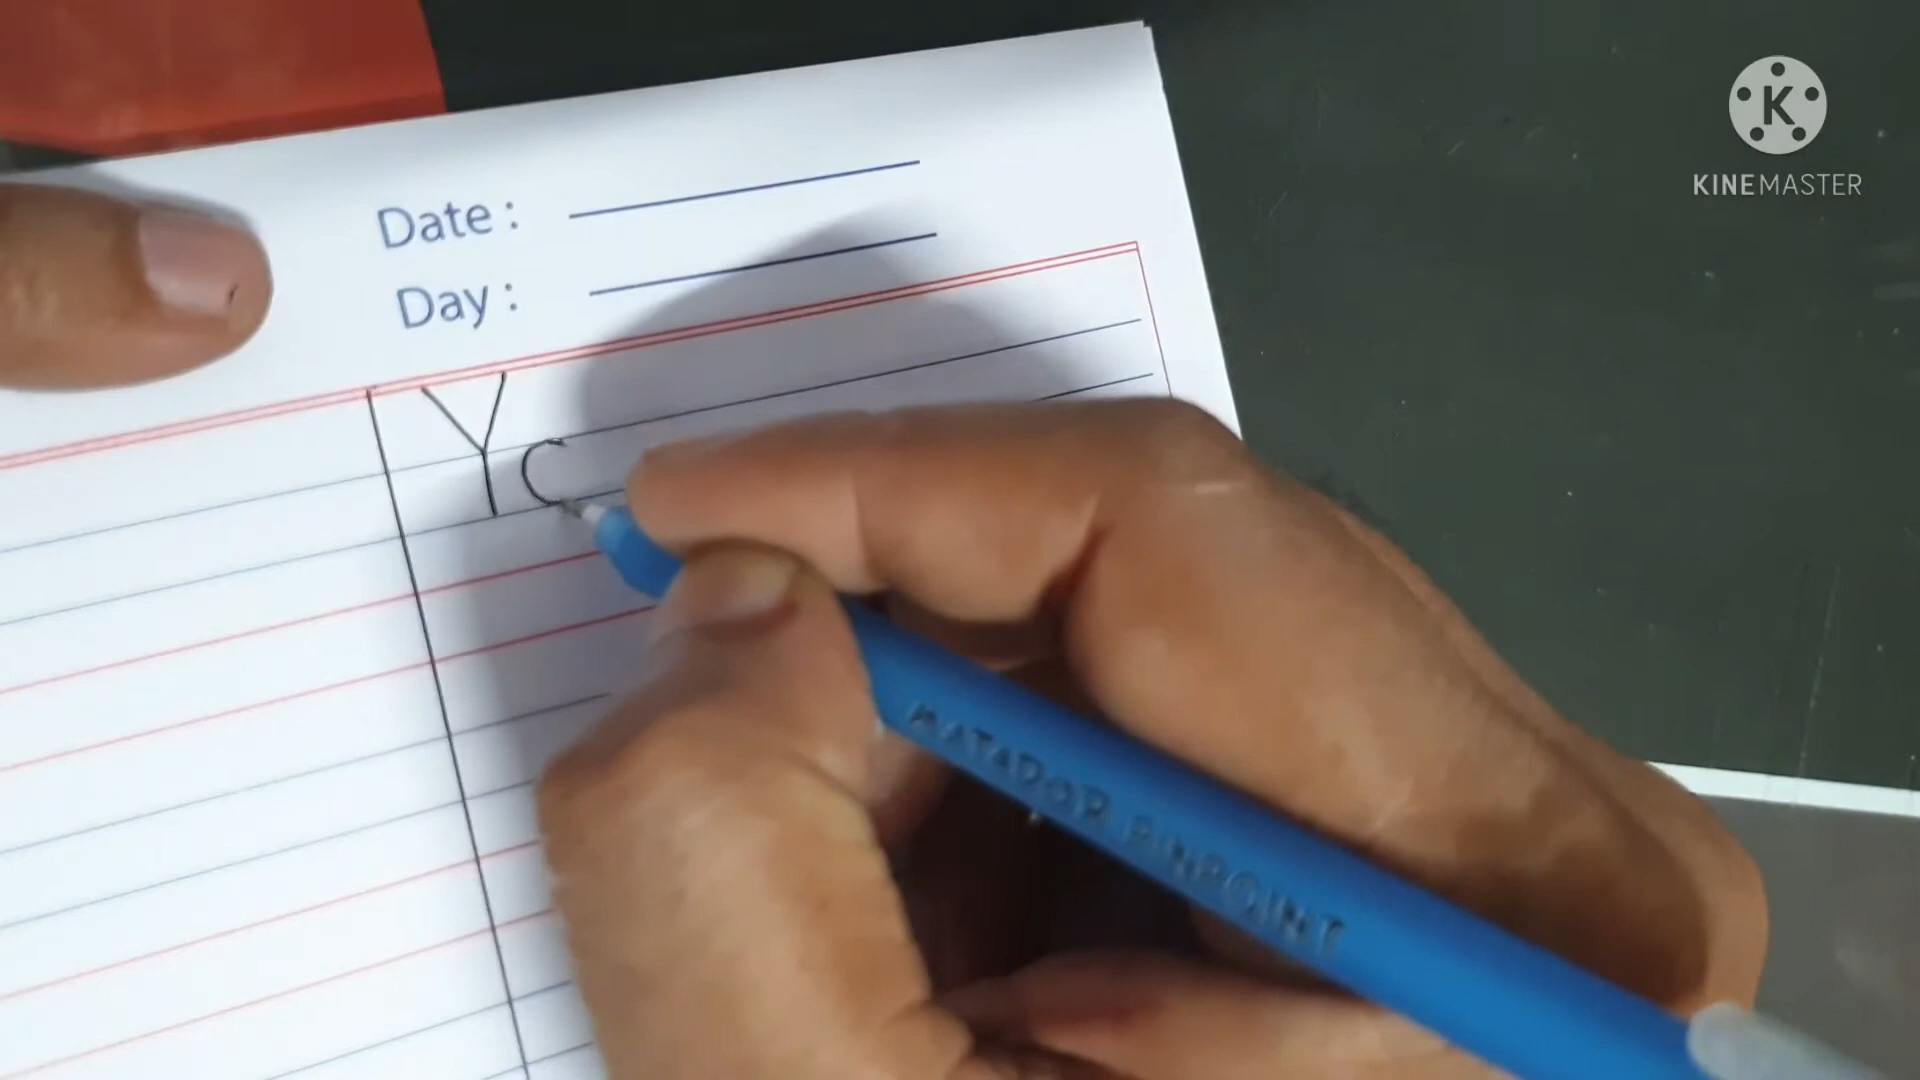 KINEMASTER
Date :
Day :
Yc
MATADOR PINPOINT